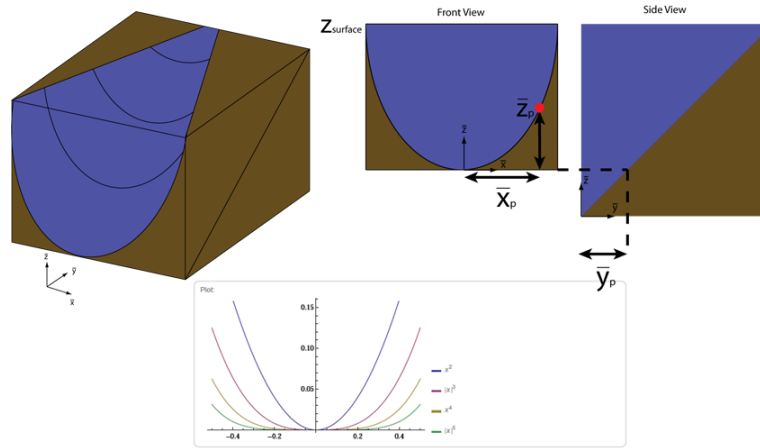 Front View
Side View
Zsurface
z̄p
z̄
x̄
x̄p
z̄
ȳ
ȳp
z̄
ȳ
x̄
Plot:
0.15
0.10
0.05
-0.4
-0.2
0.2
0.4
x²
|x|³
x⁴
|x|⁵